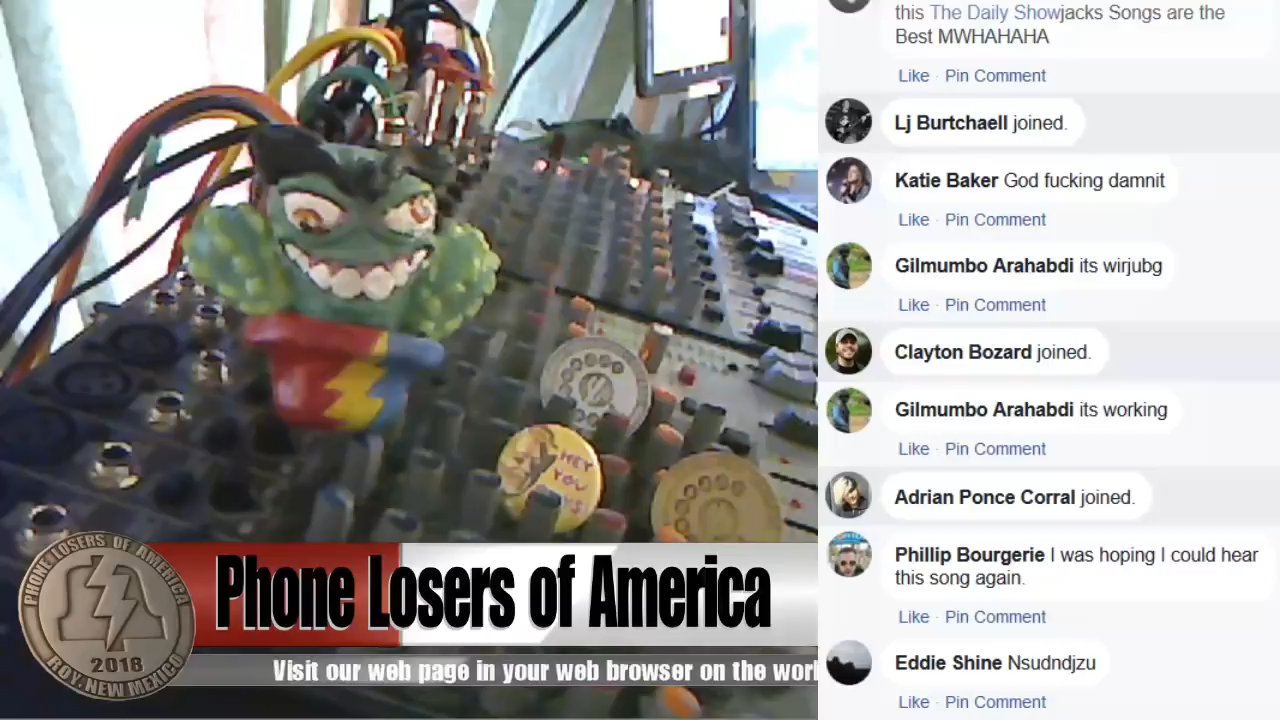 this The Daily Showjacks Songs are the
Best MWHAHAHA
Like · Pin Comment
Lj Burtchaell joined.
Katie Baker God fucking damnit
Like · Pin Comment
Gilmumbo Arahabdi its wirjubg
Like · Pin Comment
Clayton Bozard joined.
Gilmumbo Arahabdi its working
Like · Pin Comment
Adrian Ponce Corral joined.
Phillip Bourgerie I was hoping I could hear
this song again.
Like · Pin Comment
Eddie Shine Nsudndjzu
Like · Pin Comment
HEY
YOU
PHONE LOSERS OF AMERICA
2018
ROY, NEW MEXICO
Phone Losers of America
Visit our web page in your web browser on the worl